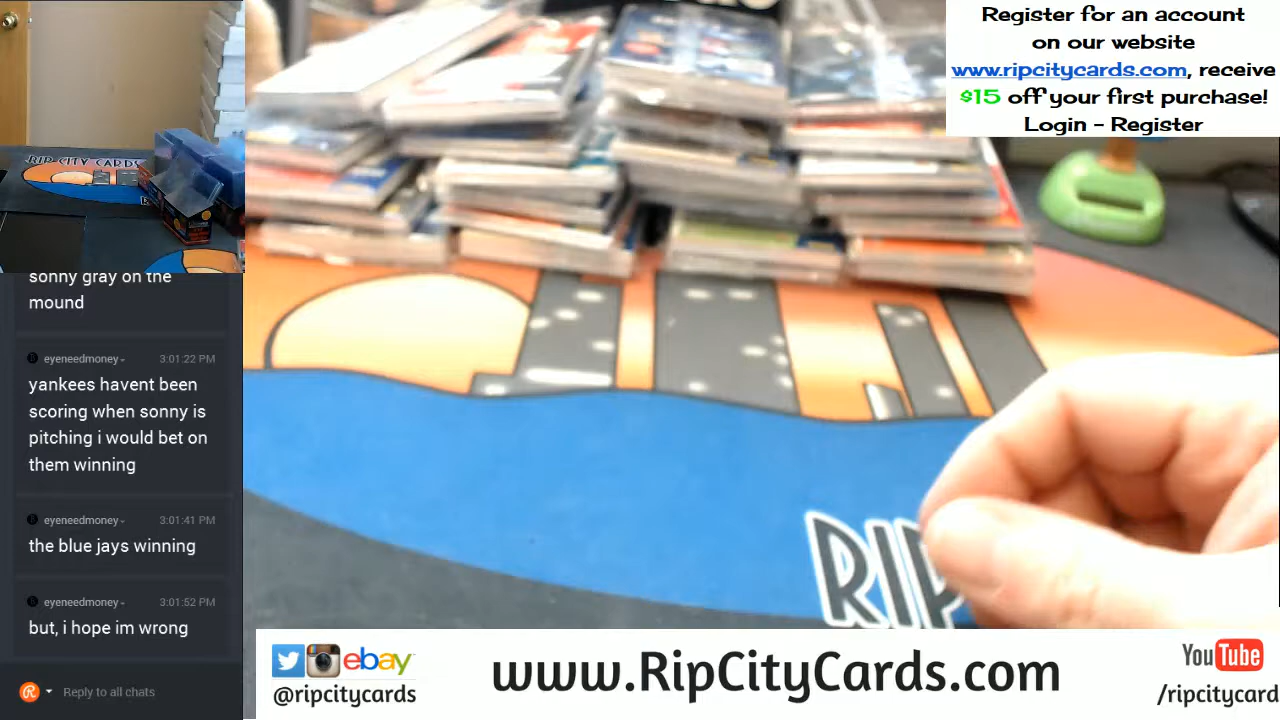 Register for an account
on our website
www.ripcitycards.com, receive
$15 off your first purchase!
Login - Register
RIP CITY CARDS
sonny gray on the
mound
eyeneedmoney
3:01:22 PM
yankees havent been
scoring when sonny is
pitching i would bet on
them winning
eyeneedmoney
3:01:41 PM
the blue jays winning
eyeneedmoney
3:01:52 PM
but, i hope im wrong
Reply to all chats
RIP
ebay
@ripcitycards
www.RipCityCards.com
YouTube
/ripcitycard